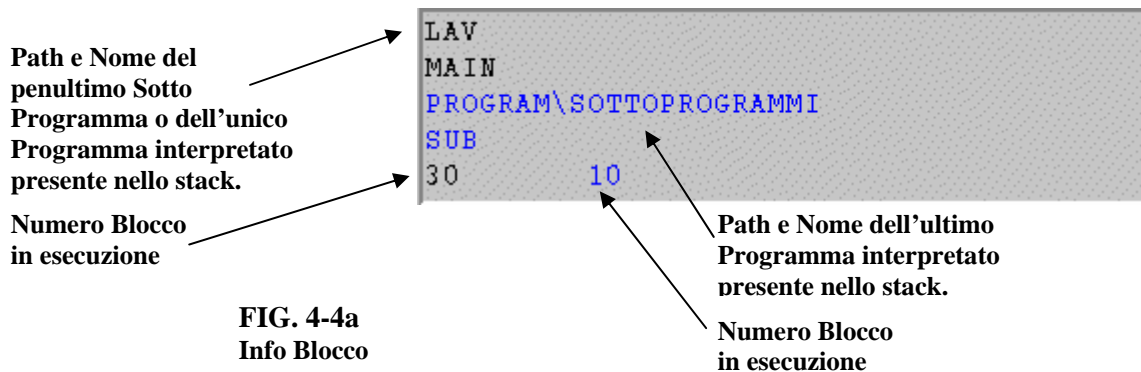 Path e Nome del
penultimo Sotto
Programma o dell'unico
Programma interpretato
presente nello stack.
Numero Blocco
in esecuzione
LAV
MAIN
PROGRAM\SOTTOPROGRAMMI
SUB
30 10
Path e Nome dell'ultimo
Programma interpretato
presente nello stack.
Numero Blocco
in esecuzione
FIG. 4-4a
Info Blocco